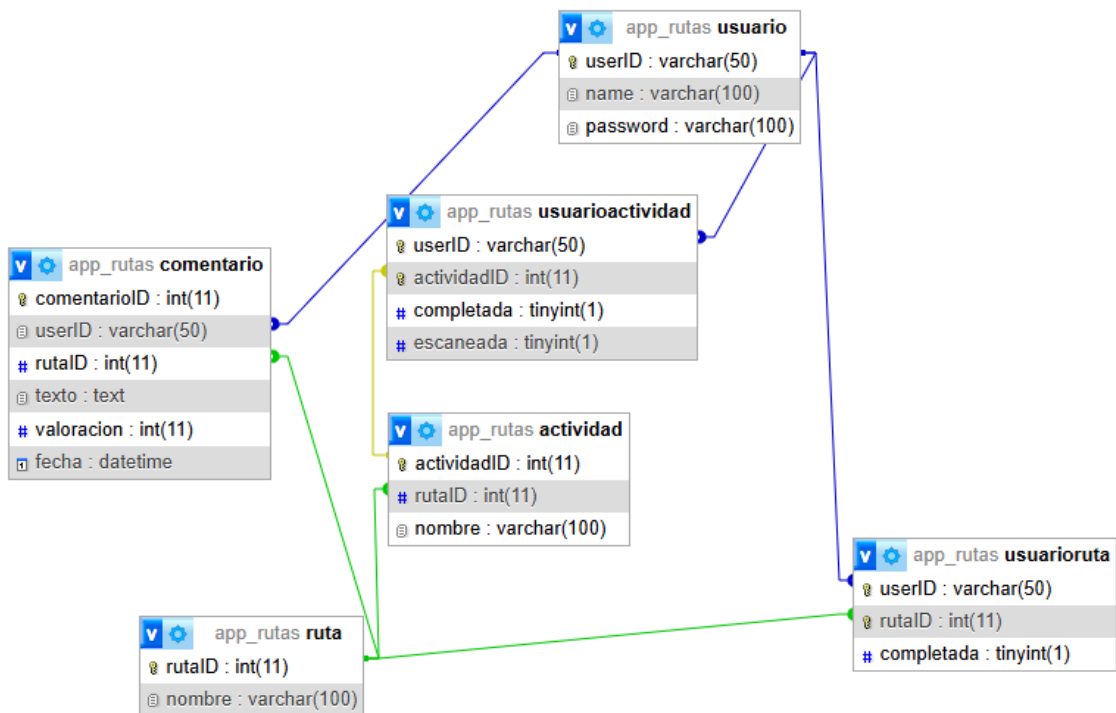 app_rutas usuario
userID : varchar(50)
name : varchar(100)
password : varchar(100)
app_rutas usuarioactividad
userID : varchar(50)
actividadID : int(11)
completada : tinyint(1)
escaneada : tinyint(1)
app_rutas comentario
comentarioID : int(11)
userID : varchar(50)
rutaID : int(11)
texto : text
valoracion : int(11)
fecha : datetime
app_rutas actividad
actividadID : int(11)
rutaID : int(11)
nombre : varchar(100)
app_rutas usuarioruta
userID : varchar(50)
rutaID : int(11)
completada : tinyint(1)
app_rutas ruta
rutaID : int(11)
nombre : varchar(100)